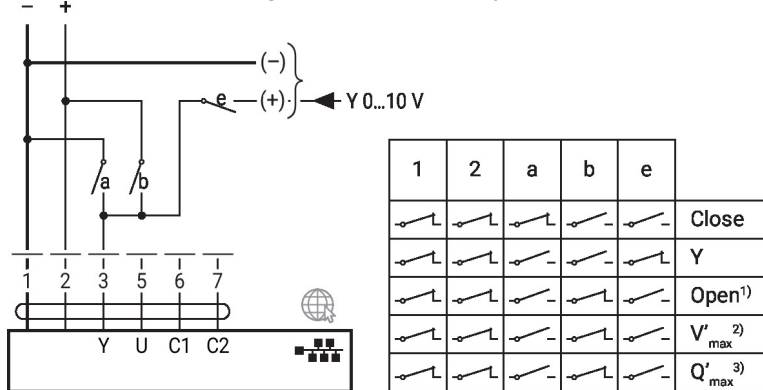 − +
(−)
e (+) Y 0...10 V
a b
1 2 3 5 6 7
Y U C1 C2
1 2 a b e
Close
Y
Open1)
V'max 2)
Q'max 3)